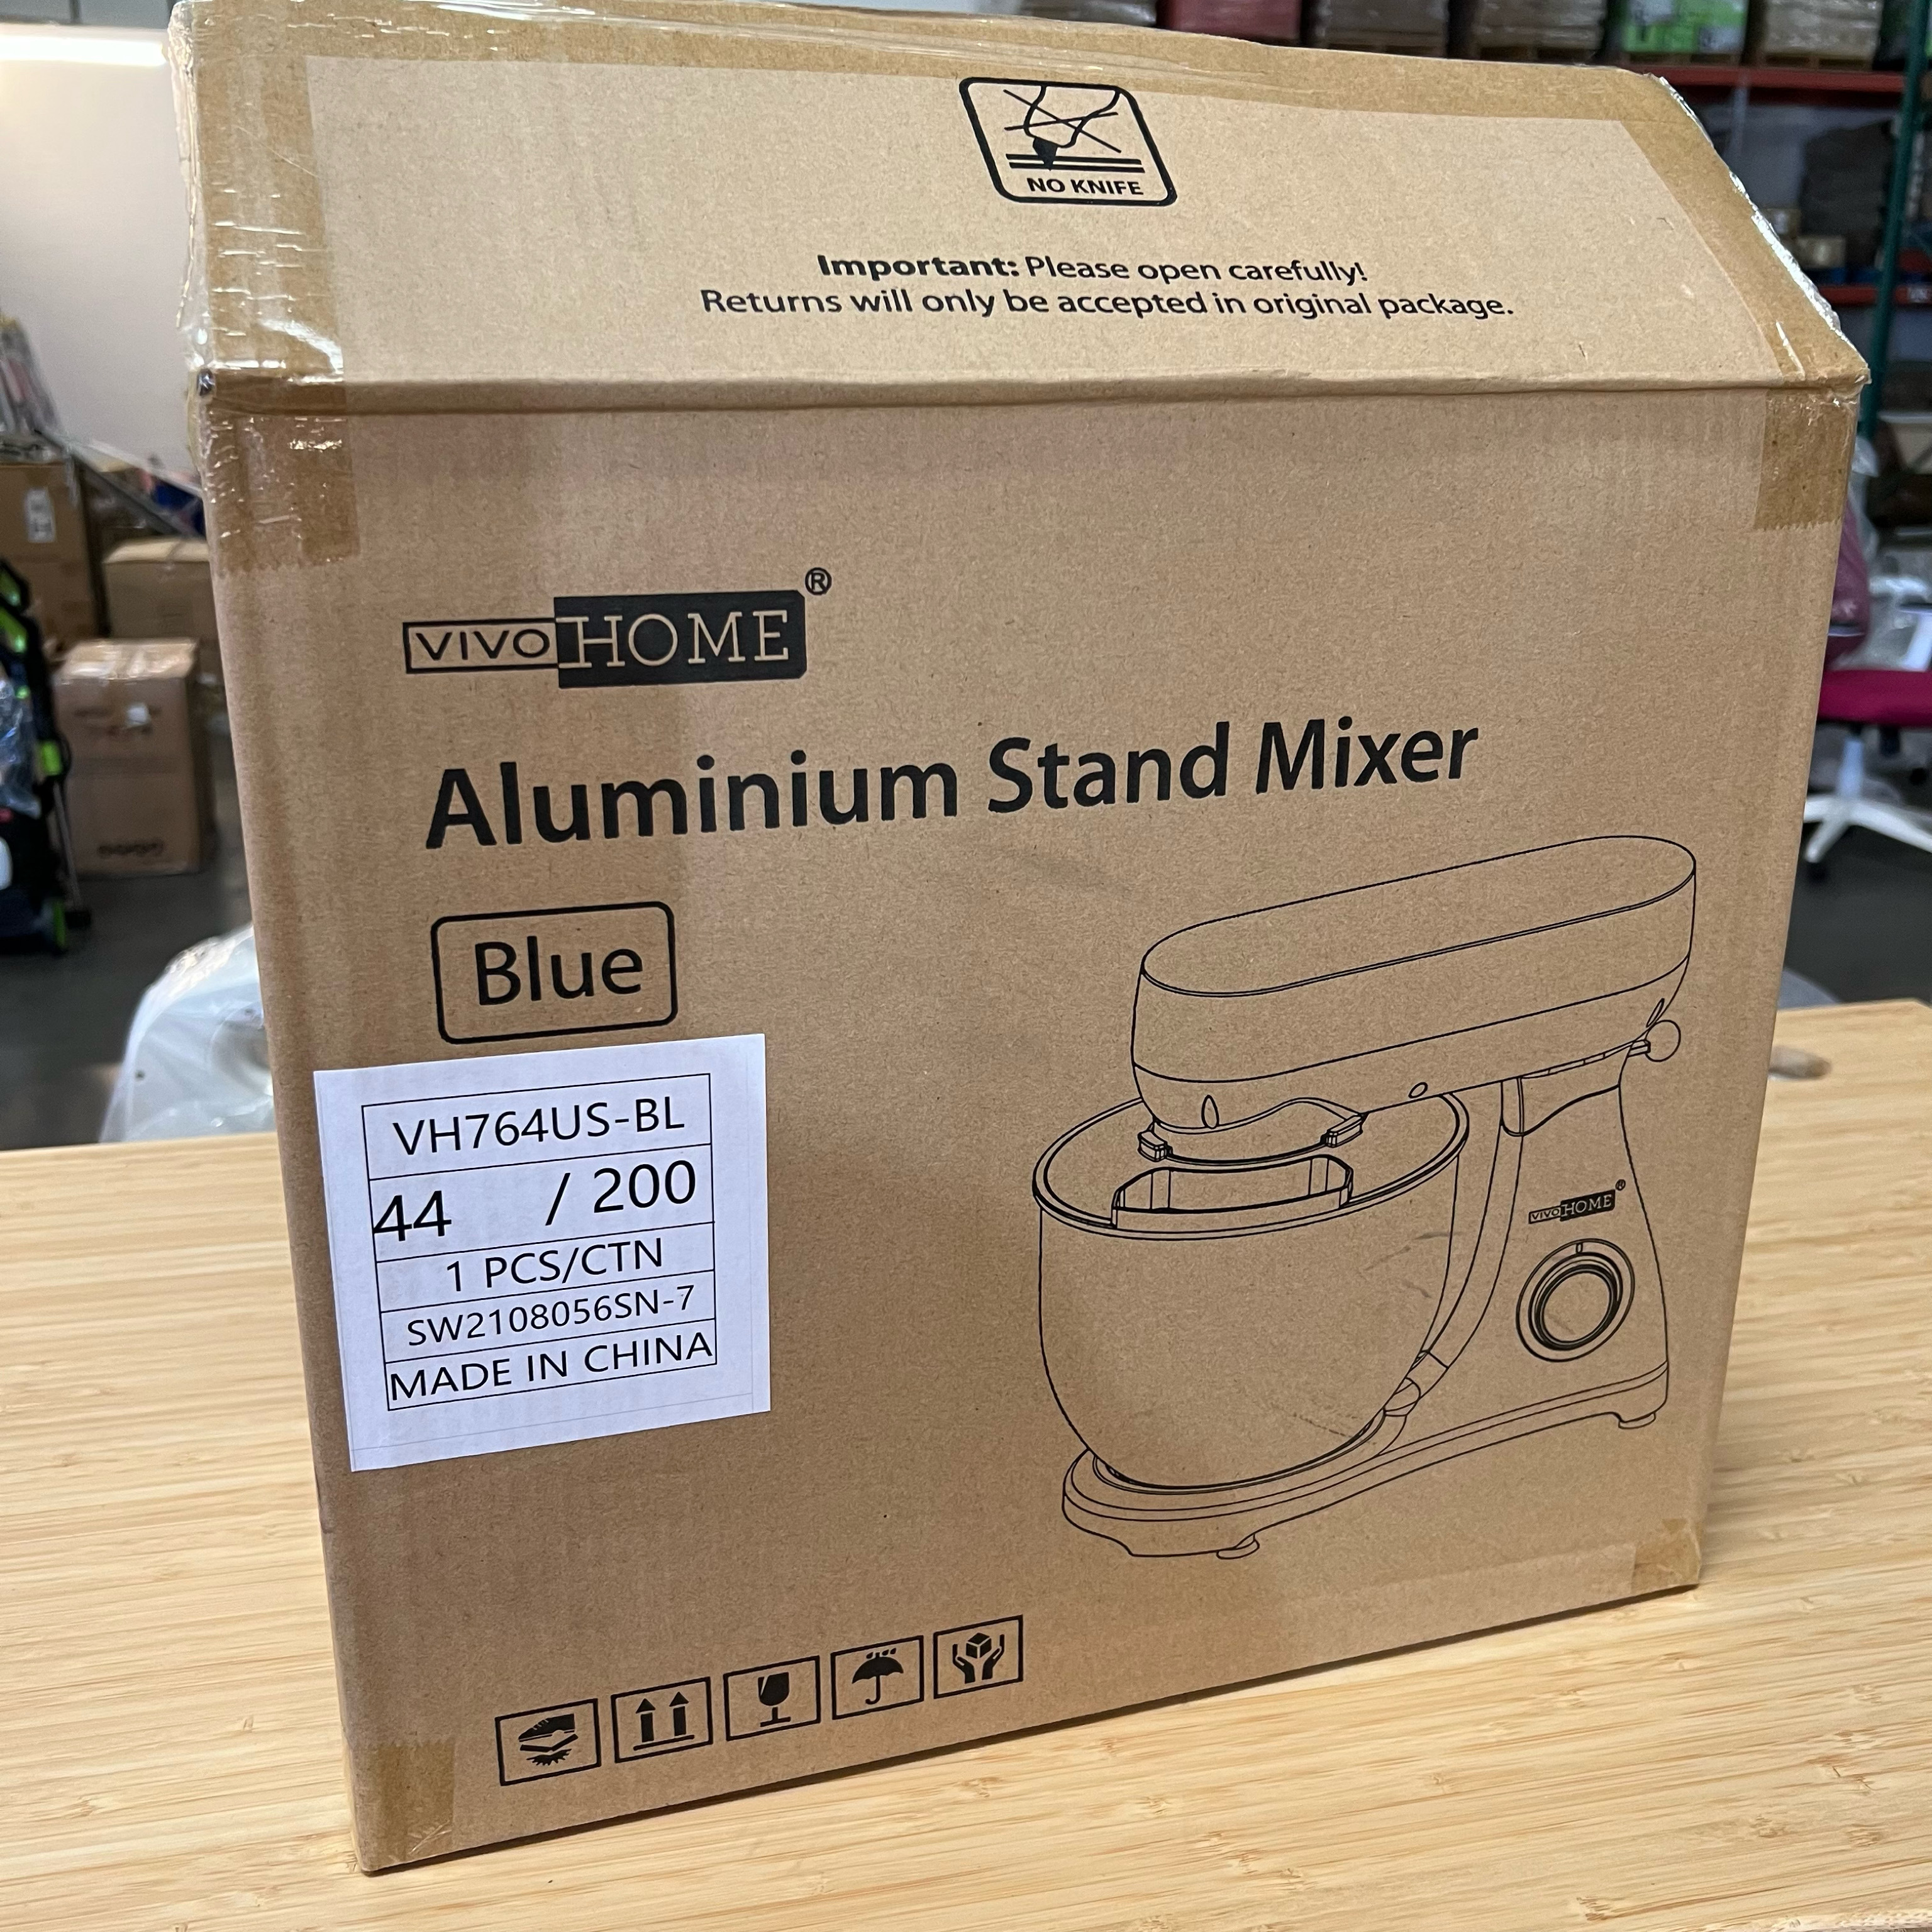 NO KNIFE
Important: Please open carefully!
Returns will only be accepted in original package.
VIVO HOME®
Aluminium Stand Mixer
Blue
VH764US-BL
44 / 200
1 PCS/CTN
SW2108056SN-7
MADE IN CHINA
VIVO HOME®